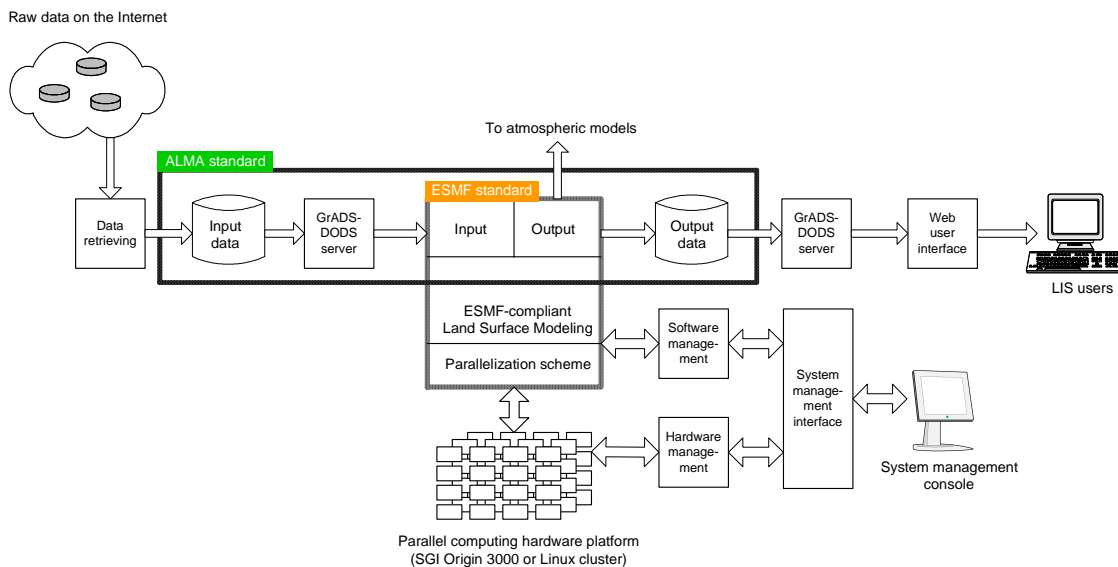 Raw data on the Internet
To atmospheric models
ALMA standard
ESMF standard
Data
retrieving
Input
data
GrADS-
DODS
server
Input
Output
Output
data
GrADS-
DODS
server
Web
user
interface
LIS users
ESMF-compliant
Land Surface Modeling
Parallelization scheme
Software
manage-
ment
System
manage-
ment
interface
Hardware
manage-
ment
System management
console
Parallel computing hardware platform
(SGI Origin 3000 or Linux cluster)